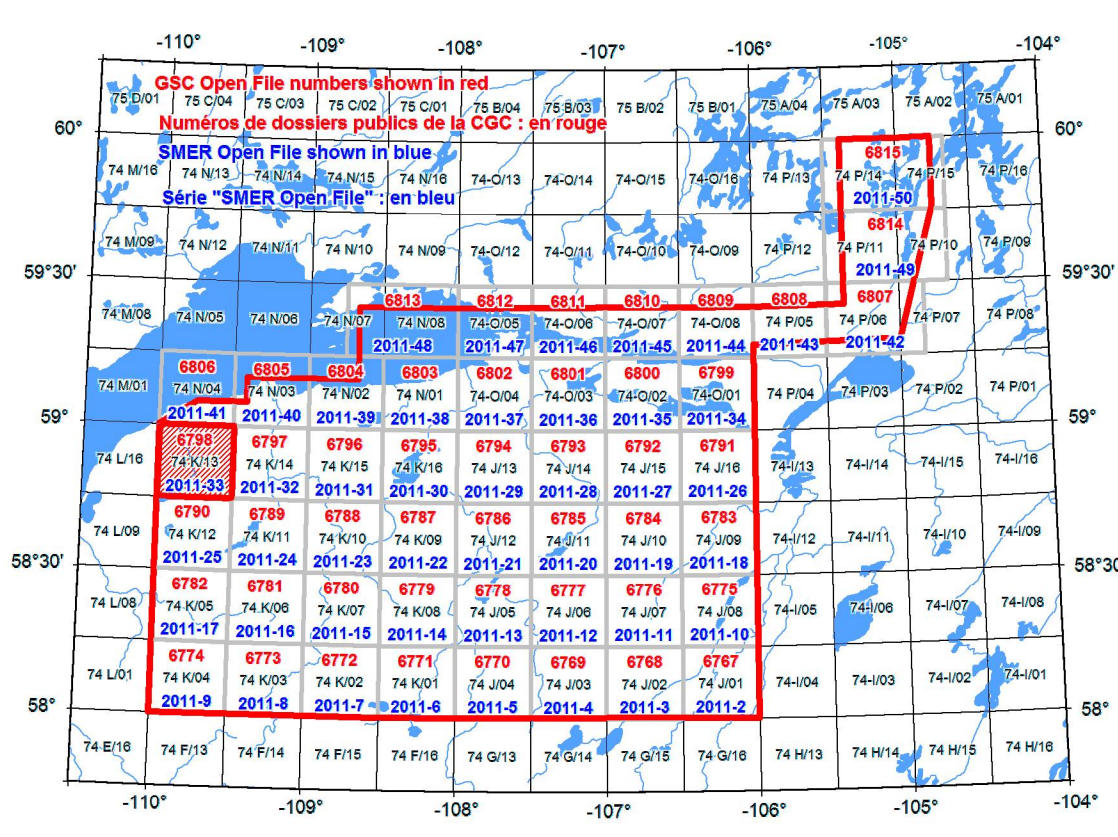 -110° -109° -108° -107° -106° -105° -104°
GSC Open File numbers shown in red
75 D/01 75 C/04 75 C/03 75 C/02 75 C/01 75 B/04 75 B/03 75 B/02 75 B/01 75 A/04 75 A/03 75 A/02 75 A/01
Numéros de dossiers publics de la CGC : en rouge
60° 60°
SMER Open File shown in blue
6815
74 M/16 74 N/13 74 N/14 74 N/15 74 N/16 74-O/13 74-O/14 74-O/15 74-O/16 74 P/13 74 P/14 74 P/15 74 P/16
Série "SMER Open File" : en bleu
2011-50
6814
74 M/09 74 N/12 74 N/11 74 N/10 74 N/09 74-O/12 74-O/11 74-O/10 74-O/09 74 P/12 74 P/11 74 P/10 74 P/09
2011-49
59°30' 59°30'
6813 6812 6811 6810 6809 6808 6807
74 M/08 74 N/05 74 N/06 74 N/07 74 N/08 74-O/05 74-O/06 74-O/07 74-O/08 74 P/05 74 P/06 74 P/07 74 P/08
2011-48 2011-47 2011-46 2011-45 2011-44 2011-43 2011-42
6806 6805 6804 6803 6802 6801 6800 6799
74 M/01 74 N/04 74 N/03 74 N/02 74 N/01 74-O/04 74-O/03 74-O/02 74-O/01 74 P/04 74 P/03 74 P/02 74 P/01
2011-41 2011-40 2011-39 2011-38 2011-37 2011-36 2011-35 2011-34
59° 59°
6798 6797 6796 6795 6794 6793 6792 6791
74 L/16 74 K/13 74 K/14 74 K/15 74 K/16 74 J/13 74 J/14 74 J/15 74 J/16 74-I/13 74-I/14 74-I/15 74-I/16
2011-33 2011-32 2011-31 2011-30 2011-29 2011-28 2011-27 2011-26
6790 6789 6788 6787 6786 6785 6784 6783
74 L/09 74 K/12 74 K/11 74 K/10 74 K/09 74 J/12 74 J/11 74 J/10 74 J/09 74-I/12 74-I/11 74-I/10 74-I/09
2011-25 2011-24 2011-23 2011-22 2011-21 2011-20 2011-19 2011-18
58°30' 58°30
6782 6781 6780 6779 6778 6777 6776 6775
74 L/08 74 K/05 74 K/06 74 K/07 74 K/08 74 J/05 74 J/06 74 J/07 74 J/08 74-I/05 74-I/06 74-I/07 74-I/08
2011-17 2011-16 2011-15 2011-14 2011-13 2011-12 2011-11 2011-10
6774 6773 6772 6771 6770 6769 6768 6767
74 L/01 74 K/04 74 K/03 74 K/02 74 K/01 74 J/04 74 J/03 74 J/02 74 J/01 74-I/04 74-I/03 74-I/02 74-I/01
2011-9 2011-8 2011-7 2011-6 2011-5 2011-4 2011-3 2011-2
58° 58°
74 E/16 74 F/13 74 F/14 74 F/15 74 F/16 74 G/13 74 G/14 74 G/15 74 G/16 74 H/13 74 H/14 74 H/15 74 H/16
-110° -109° -108° -107° -106° -105° -104°